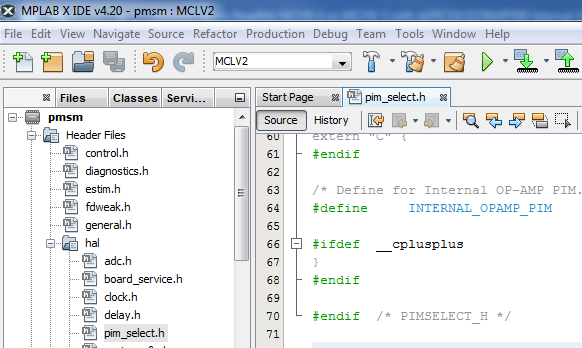 MPLAB X IDE v4.20 - pmsm : MCLV2
File Edit View Navigate Source Refactor Production Debug Team Tools Window Help
MCLV2
Files Classes Servi...
Start Page pim_select.h
pmsm
Source History
Header Files
control.h
diagnostics.h
estim.h
fdweak.h
general.h
hal
adc.h
board_service.h
clock.h
delay.h
pim_select.h
60 extern "C" {
61 #endif
62
63 /* Define for Internal OP-AMP PIM.
64 #define INTERNAL_OPAMP_PIM
65
66 #ifdef __cplusplus
67 }
68 #endif
69
70 #endif /* PIMSELECT_H */
71